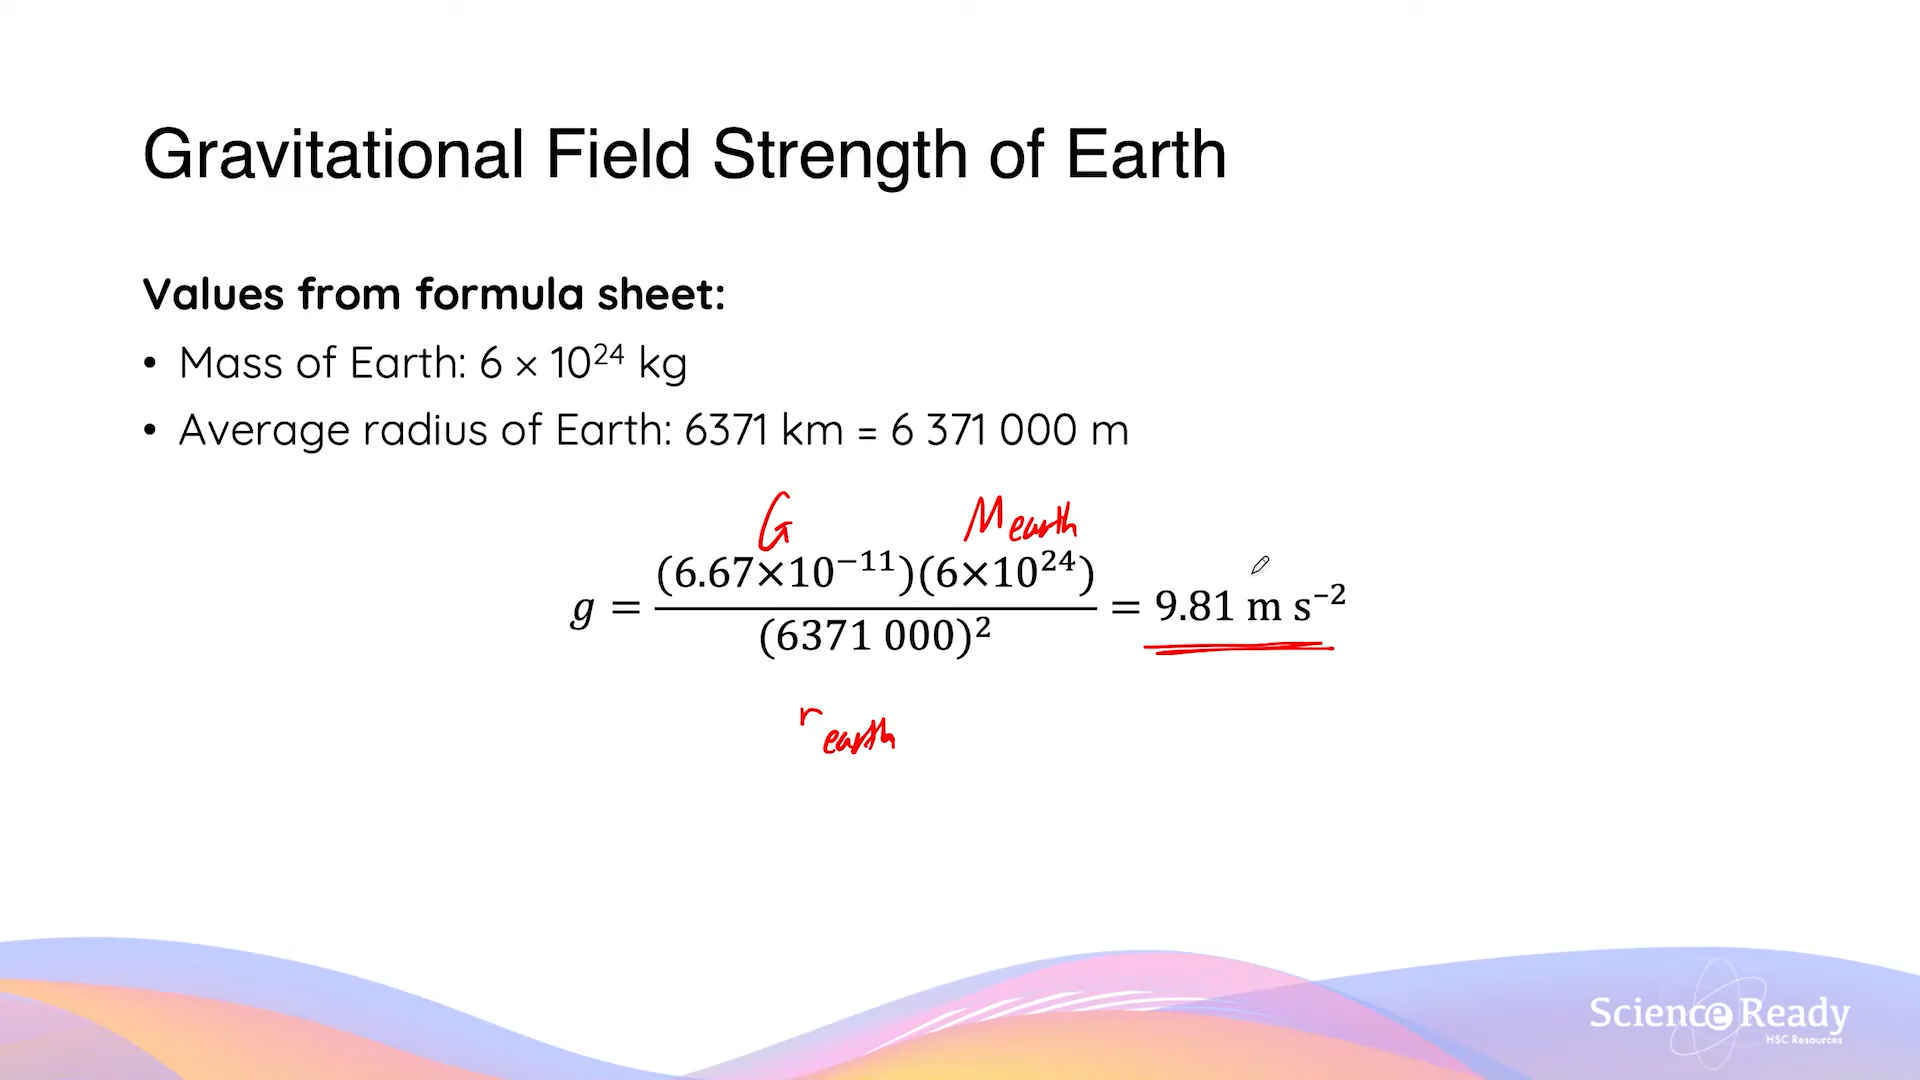 Gravitational Field Strength of Earth
Values from formula sheet:
• Mass of Earth: 6 × 10²⁴ kg
• Average radius of Earth: 6371 km = 6 371 000 m
G M earth
g = (6.67×10⁻¹¹)(6×10²⁴) / (6371 000)² = 9.81 m s⁻²
r earth
Science Ready
HSC Resources